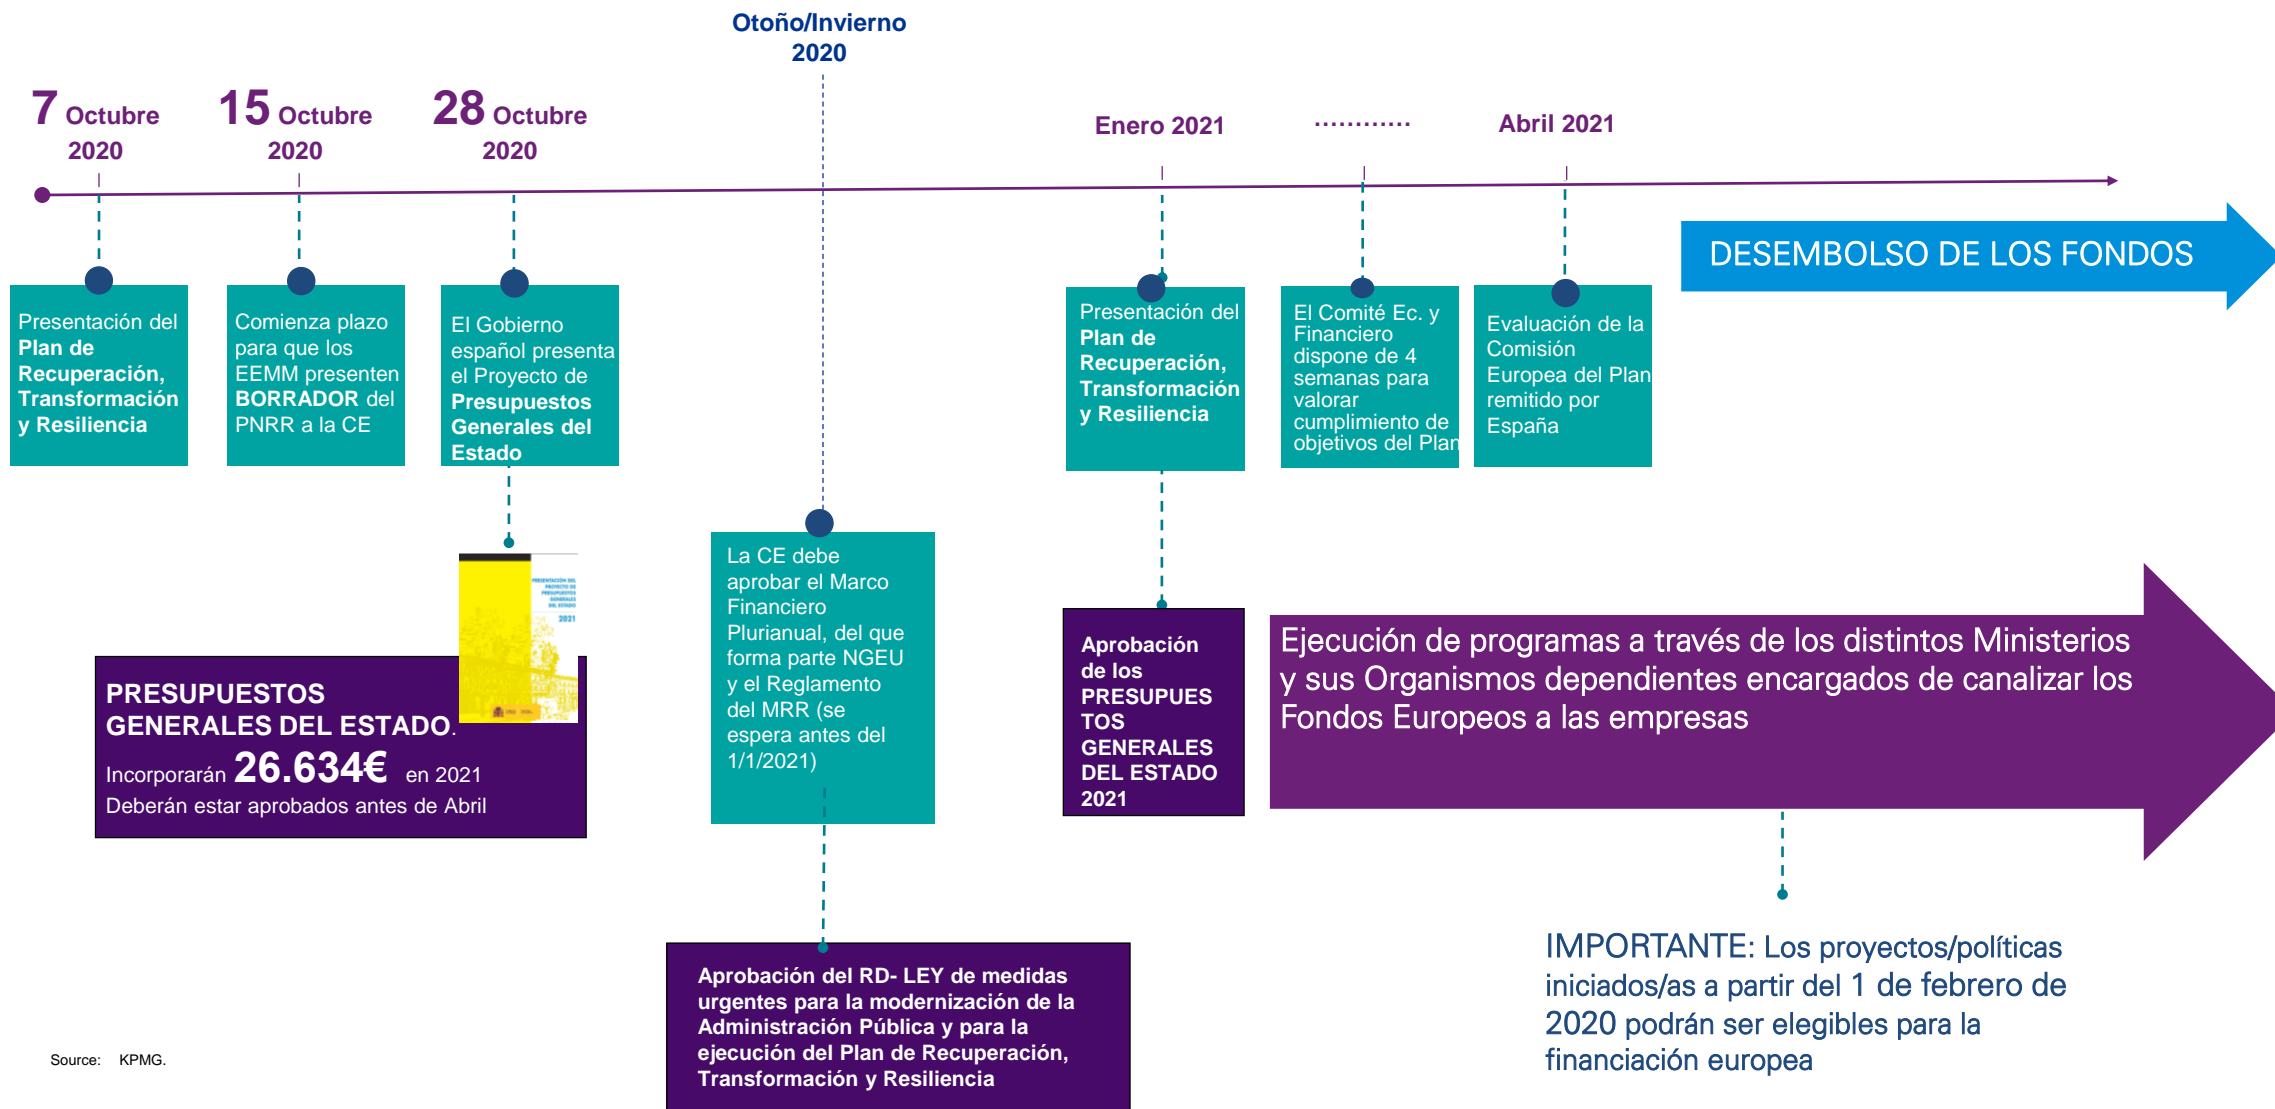 Otoño/Invierno
2020
7 Octubre
2020
15 Octubre
2020
28 Octubre
2020
Enero 2021
............
Abril 2021
DESEMBOLSO DE LOS FONDOS
Presentación del
Plan de
Recuperación,
Transformación
y Resiliencia
Comienza plazo
para que los
EEMM presenten
BORRADOR del
PNRR a la CE
El Gobierno
español presenta
el Proyecto de
Presupuestos
Generales del
Estado
Presentación del
Plan de
Recuperación,
Transformación
y Resiliencia
El Comité Ec. y
Financiero
dispone de 4
semanas para
valorar
cumplimiento de
objetivos del Plan
Evaluación de la
Comisión
Europea del Plan
remitido por
España
PRESENTACIÓN DEL
PROYECTO DE
PRESUPUESTOS
GENERALES
DEL ESTADO
2021
PRESUPUESTOS
GENERALES DEL ESTADO.
Incorporarán 26.634€ en 2021
Deberán estar aprobados antes de Abril
La CE debe
aprobar el Marco
Financiero
Plurianual, del que
forma parte NGEU
y el Reglamento
del MRR (se
espera antes del
1/1/2021)
Aprobación
de los
PRESUPUES
TOS
GENERALES
DEL ESTADO
2021
Ejecución de programas a través de los distintos Ministerios
y sus Organismos dependientes encargados de canalizar los
Fondos Europeos a las empresas
Aprobación del RD- LEY de medidas
urgentes para la modernización de la
Administración Pública y para la
ejecución del Plan de Recuperación,
Transformación y Resiliencia
IMPORTANTE: Los proyectos/políticas
iniciados/as a partir del 1 de febrero de
2020 podrán ser elegibles para la
financiación europea
Source: KPMG.